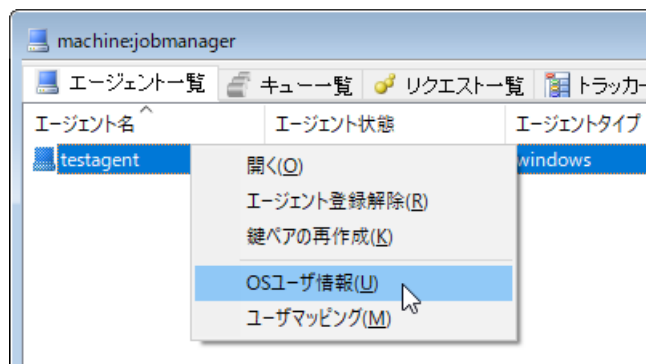 machine:jobmanager
エージェント一覧 キュー一覧 リクエスト一覧 トラッカー
エージェント名 エージェント状態 エージェントタイプ
testagent windows
開く(O)
エージェント登録解除(R)
鍵ペアの再作成(K)
OSユーザ情報(U)
ユーザマッピング(M)